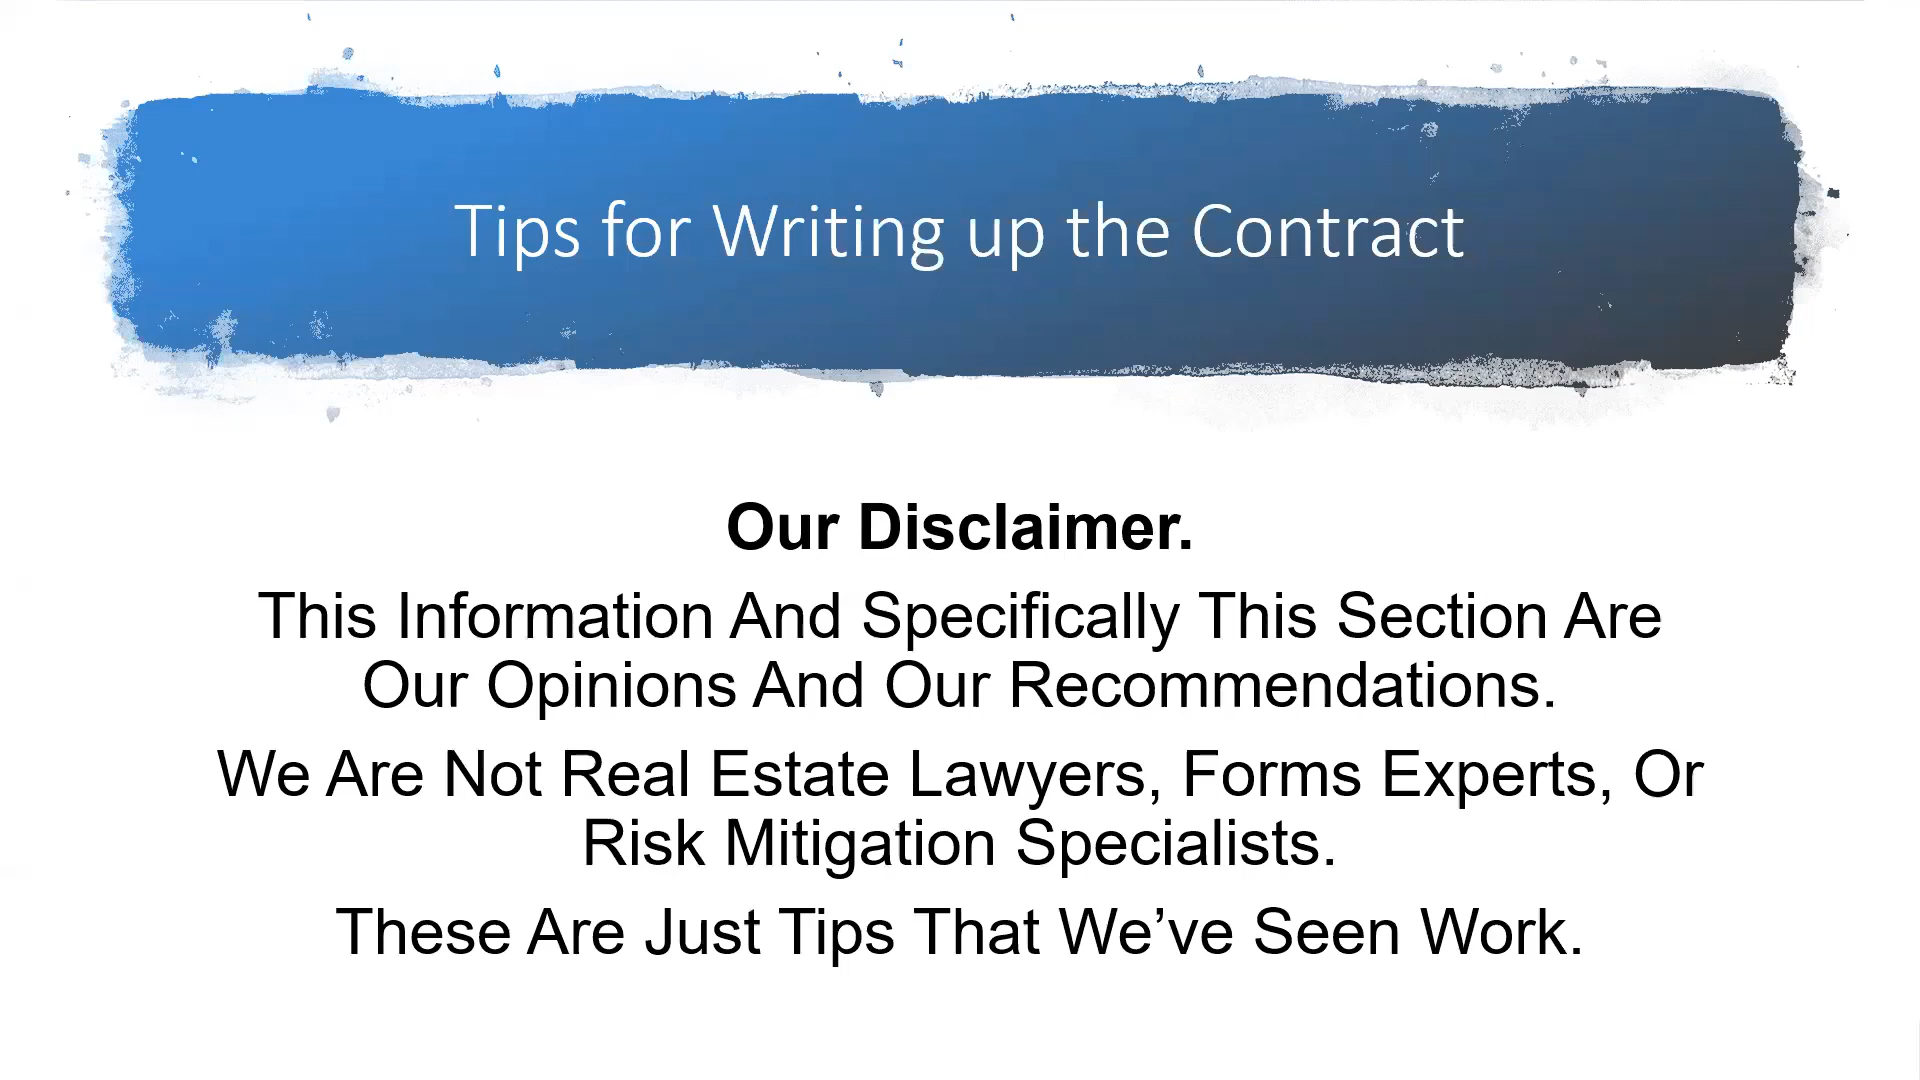 Tips for Writing up the Contract
Our Disclaimer.
This Information And Specifically This Section Are
Our Opinions And Our Recommendations.
We Are Not Real Estate Lawyers, Forms Experts, Or
Risk Mitigation Specialists.
These Are Just Tips That We’ve Seen Work.